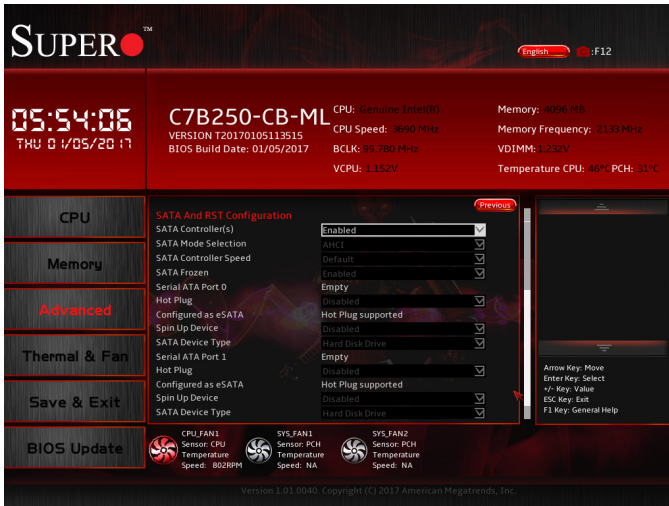 SUPER TM
English :F12
05:54:06
THU 01/05/2017
C7B250-CB-ML
VERSION T20170105113515
BIOS Build Date: 01/05/2017
CPU: Genuine Intel(R)
CPU Speed: 3690 MHz
BCLK: 99.780 MHz
VCPU: 1.152V
Memory: 4096 MB
Memory Frequency: 2133 MHz
VDIMM: 1.232V
Temperature CPU: 46°C PCH: 31°C
CPU
Memory
Advanced
Thermal & Fan
Save & Exit
BIOS Update
Previous
SATA And RST Configuration
SATA Controller(s) Enabled
SATA Mode Selection AHCI
SATA Controller Speed Default
SATA Frozen Enabled
Serial ATA Port 0 Empty
Hot Plug Disabled
Configured as eSATA Hot Plug supported
Spin Up Device Disabled
SATA Device Type Hard Disk Drive
Serial ATA Port 1 Empty
Hot Plug Disabled
Configured as eSATA Hot Plug supported
Spin Up Device Disabled
SATA Device Type Hard Disk Drive
Arrow Key: Move
Enter Key: Select
+/- Key: Value
ESC Key: Exit
F1 Key: General Help
CPU_FAN1
Sensor: CPU
Temperature
Speed: 802RPM
SYS_FAN1
Sensor: PCH
Temperature
Speed: NA
SYS_FAN2
Sensor: PCH
Temperature
Speed: NA
Version 1.01.0040. Copyright (C) 2017 American Megatrends, Inc.